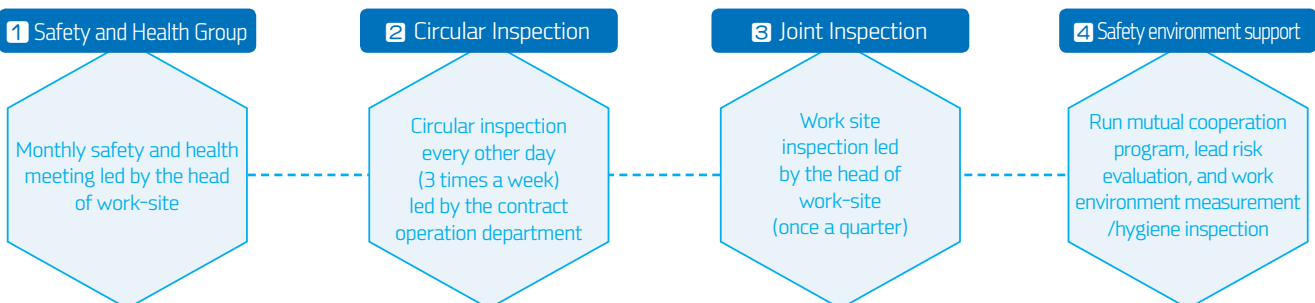 1 Safety and Health Group
Monthly safety and health
meeting led by the head
of work-site
2 Circular Inspection
Circular inspection
every other day
(3 times a week)
led by the contract
operation department
3 Joint Inspection
Work site
inspection led
by the head of
work-site
(once a quarter)
4 Safety environment support
Run mutual cooperation
program, lead risk
evaluation, and work
environment measurement
/hygiene inspection